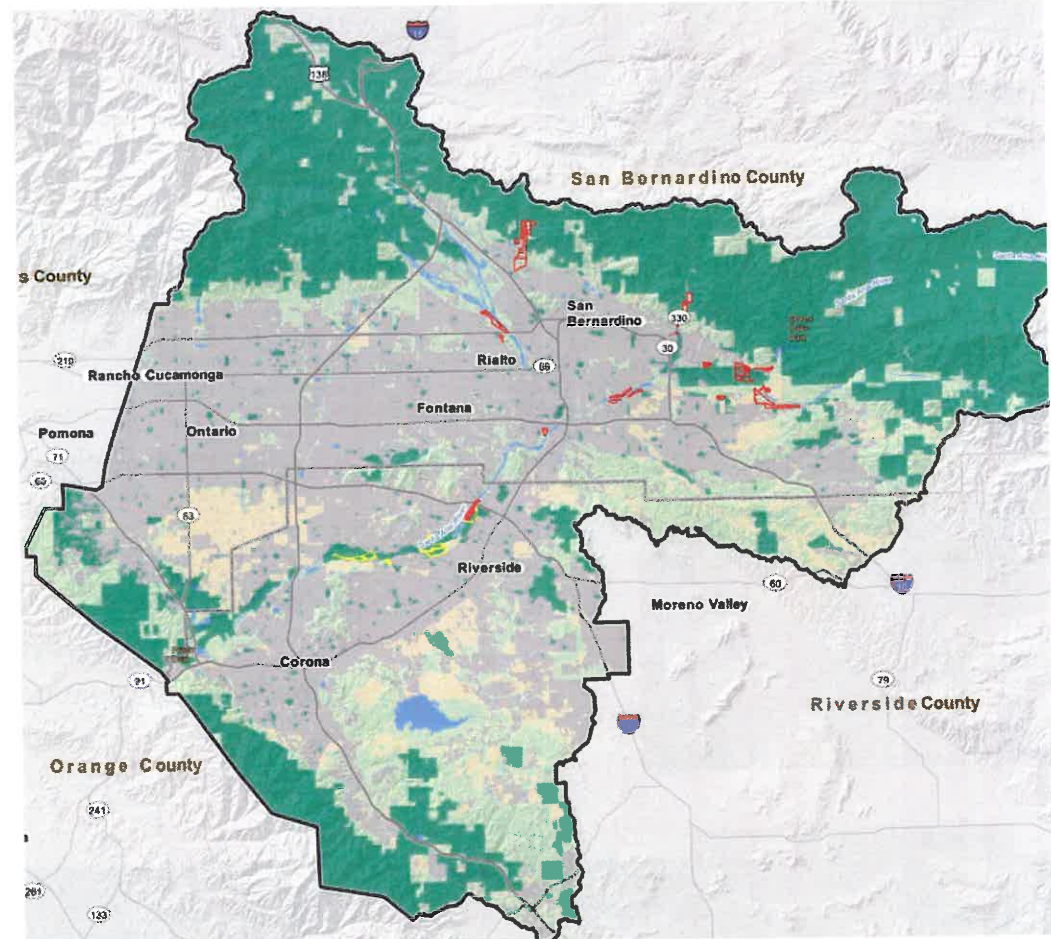 138
San Bernardino County
s County
San
Bernardino
330
30
210
Rialto
66
Rancho Cucamonga
Fontana
Ontario
Pomona
71
60
83
Riverside
60
Moreno Valley
Corona
91
79
Riverside County
Orange County
241
261
133